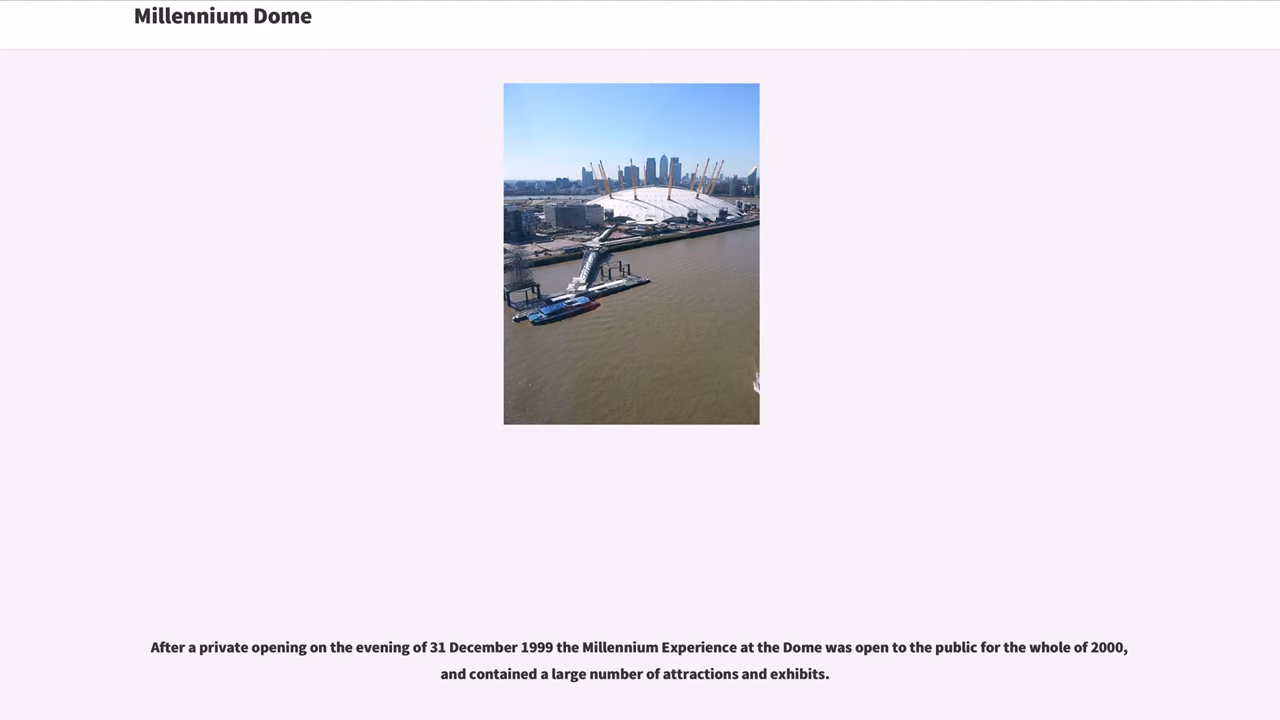 Millennium Dome
After a private opening on the evening of 31 December 1999 the Millennium Experience at the Dome was open to the public for the whole of 2000,
and contained a large number of attractions and exhibits.